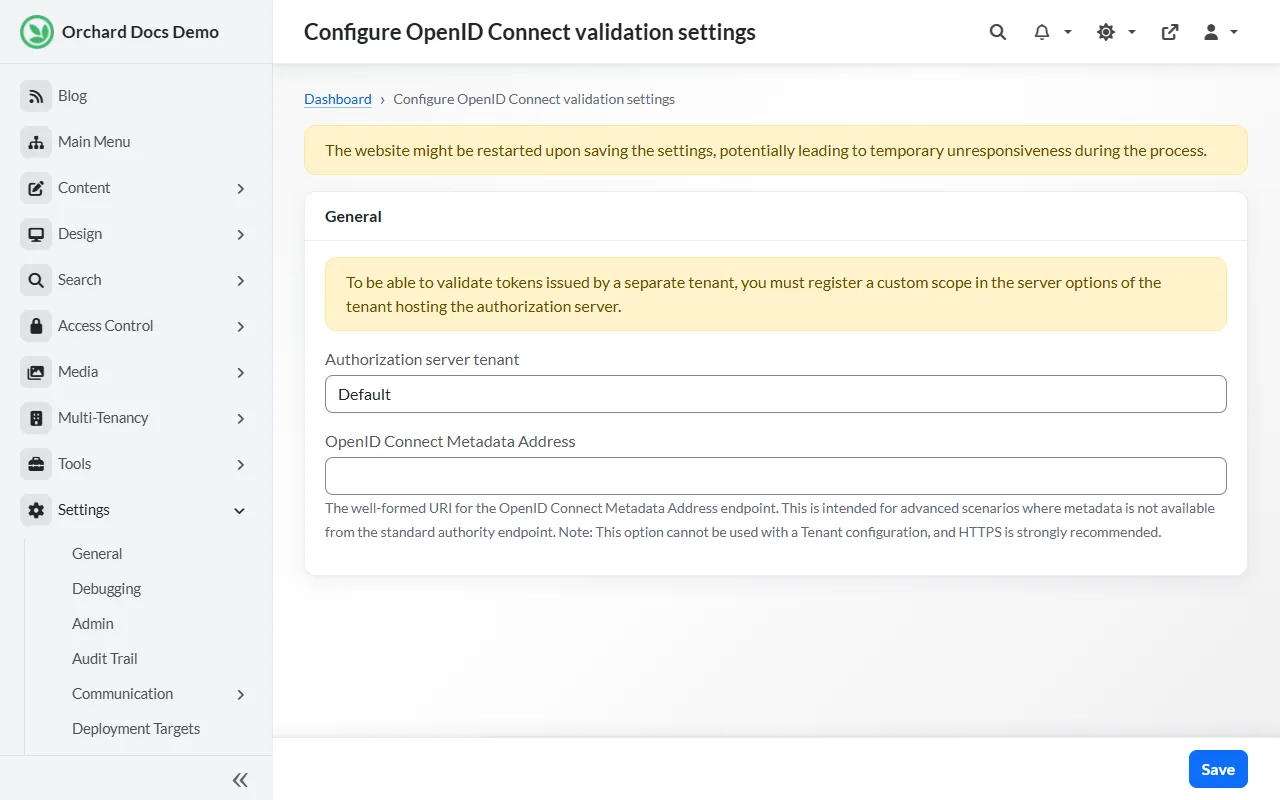 Orchard Docs Demo
Configure OpenID Connect validation settings
Blog
Main Menu
Content
Design
Search
Access Control
Media
Multi-Tenancy
Tools
Settings
General
Debugging
Admin
Audit Trail
Communication
Deployment Targets
Dashboard › Configure OpenID Connect validation settings
The website might be restarted upon saving the settings, potentially leading to temporary unresponsiveness during the process.
General
To be able to validate tokens issued by a separate tenant, you must register a custom scope in the server options of the
tenant hosting the authorization server.
Authorization server tenant
Default
OpenID Connect Metadata Address
The well-formed URI for the OpenID Connect Metadata Address endpoint. This is intended for advanced scenarios where metadata is not available
from the standard authority endpoint. Note: This option cannot be used with a Tenant configuration, and HTTPS is strongly recommended.
Save